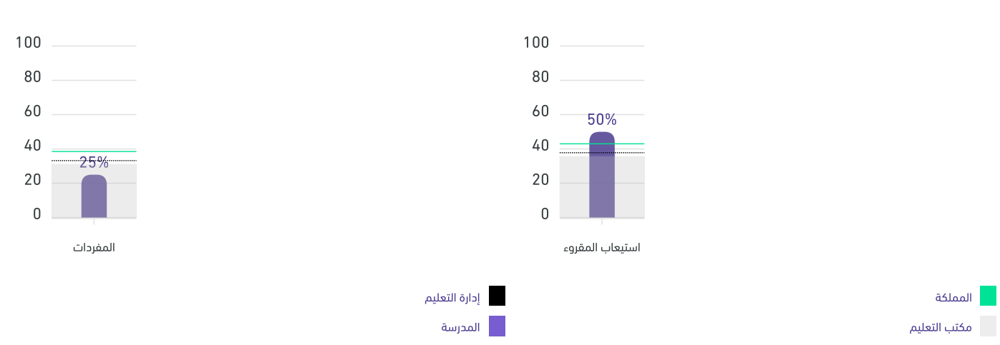 100
80
60
40
20
0
25%
المفردات
100
80
60
40
20
0
50%
استيعاب المقروء
المملكة
إدارة التعليم
مكتب التعليم
المدرسة